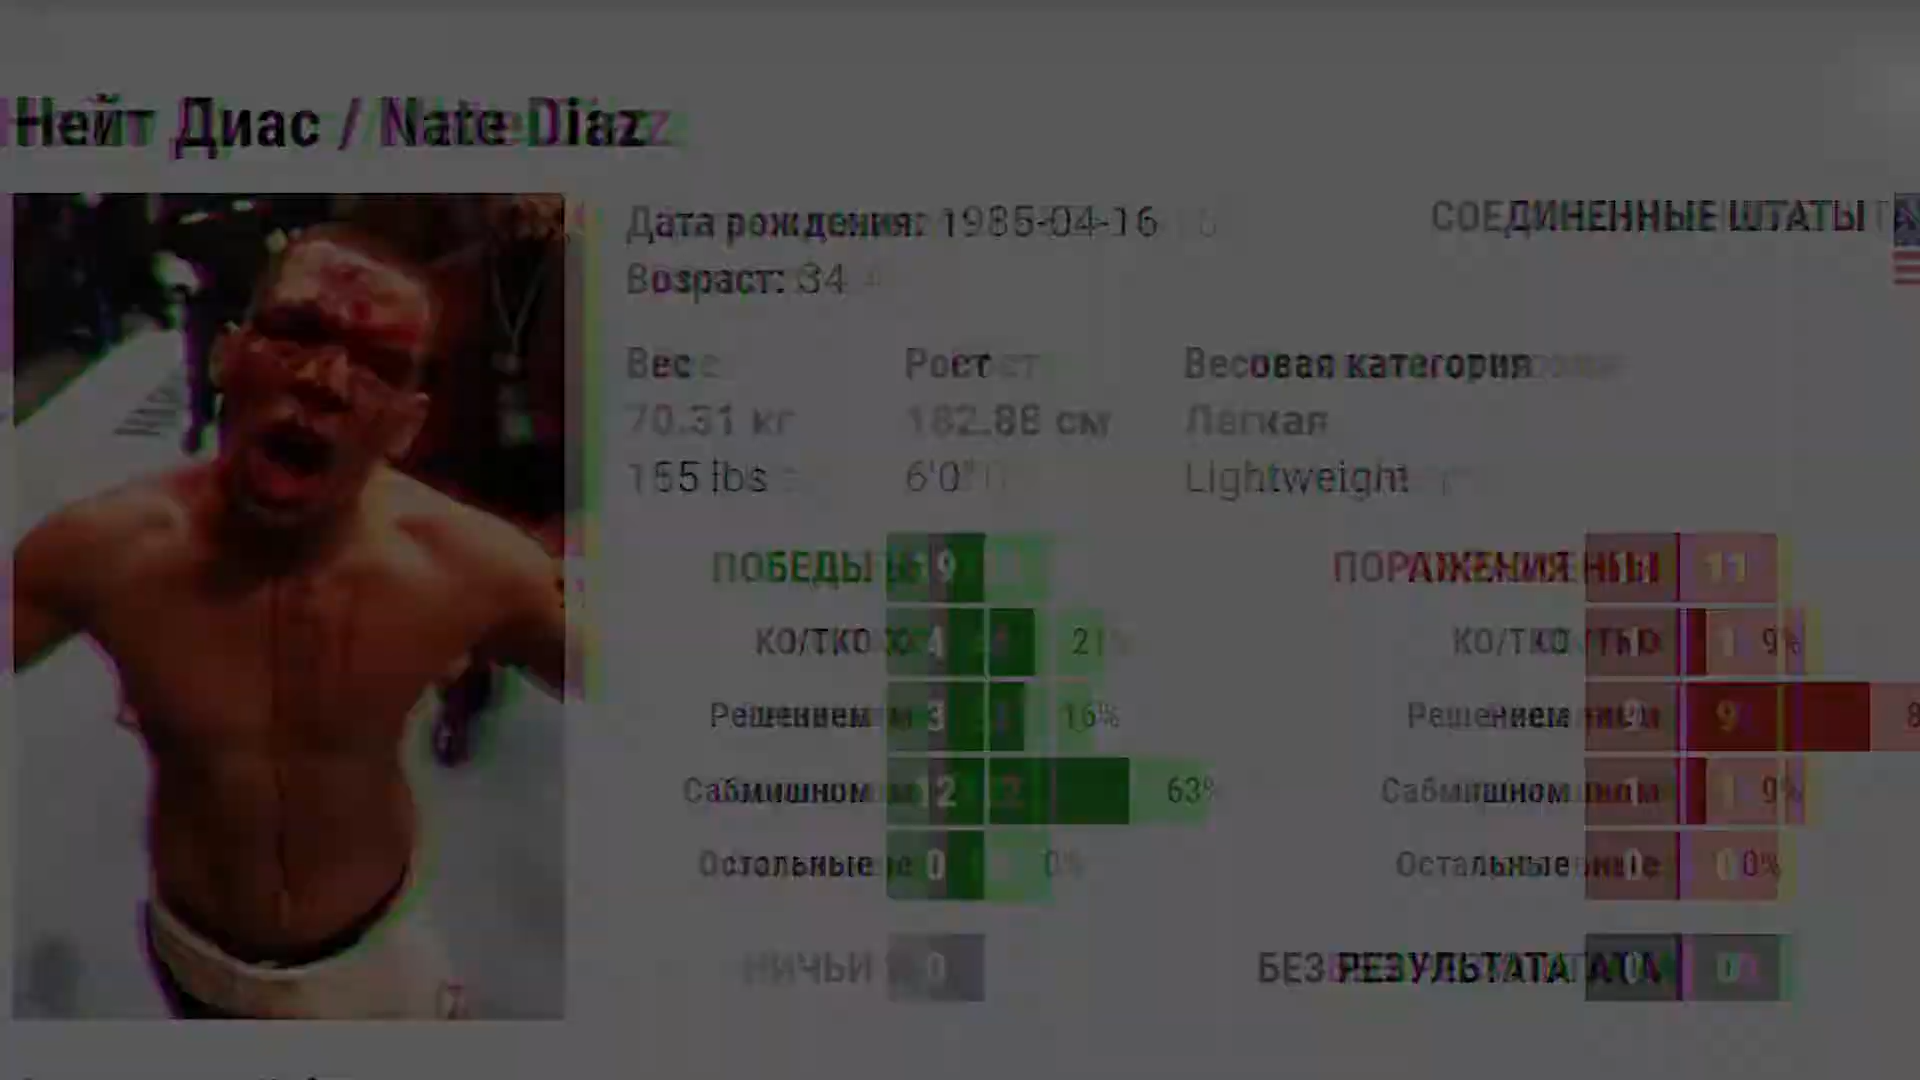 Нейт Диас / Nate Diaz
Дата рождения: 1985-04-16
СОЕДИНЕННЫЕ ШТАТЫ
Возраст: 34
Вес Рост Весовая категория
70.31 кг 182.88 см Легкая
155 lbs 6'0" Lightweight
ПОБЕДЫ 19 ПОРАЖЕНИЯ 11
КО/ТКО 4 21% КО/ТКО 1 9%
Решением 3 16% Решением 9
Сабмишном 12 63% Сабмишном 1 9%
Остальные 0 0% Остальные 0 0%
НИЧЬИ 0 БЕЗ РЕЗУЛЬТАТА 0